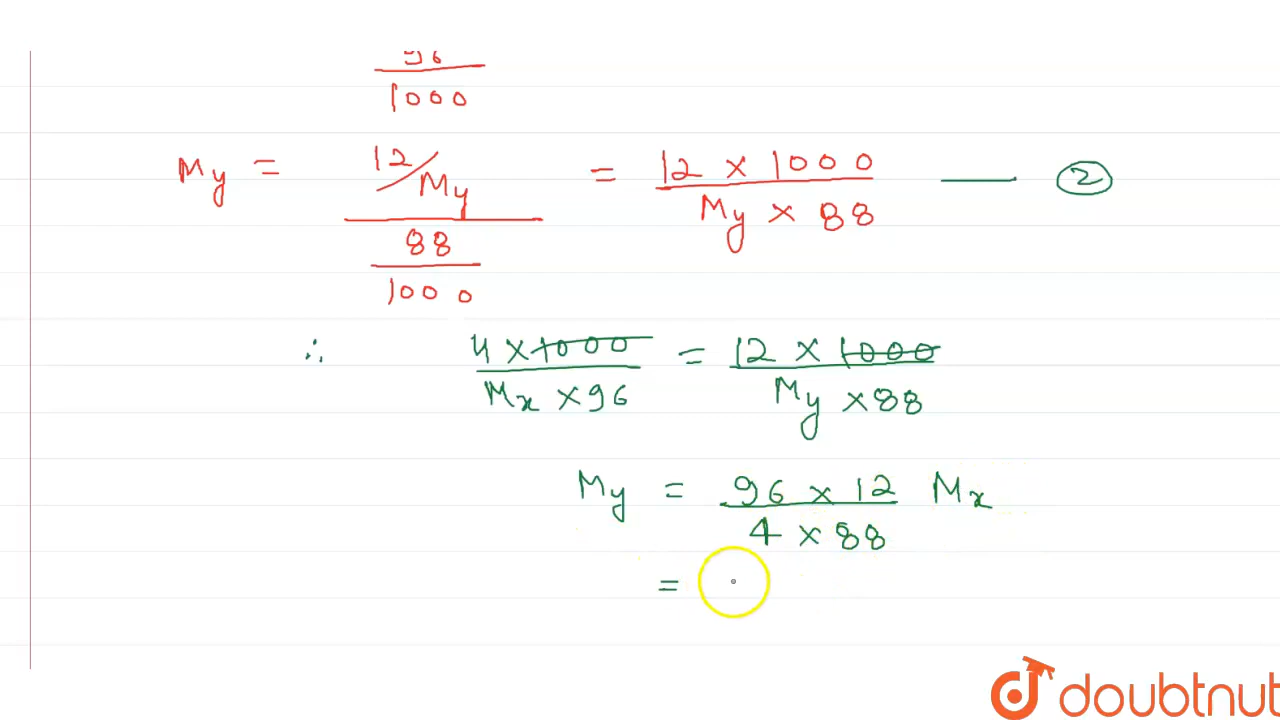 96
1000
My = 12/My = 12 × 1000 —— 2
My × 88
88
1000
∴ 4 × 1000 = 12 × 1000
Mx × 96 My × 88
My = 96 × 12 Mx
4 × 88
=
doubtnut